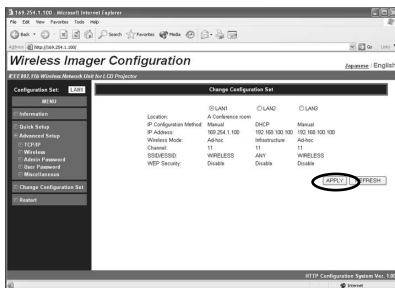 169.254.1.100 - Microsoft Internet Explorer
File Edit View Favorites Tools Help
Back Search Favorites Media
Address http://169.254.1.100/ Go Links
Wireless Imager Configuration
Japanese / English
IEEE802.11b Wireless Network Unit for LCD Projector
Configuration Set: LAN1
Change Configuration Set
MENU
Information
Quick Setup
Advanced Setup
TCP/IP
Wireless
Admin Password
User Password
Miscellaneous
Change Configuration Set
Restart
LAN1 LAN2 LAN3
Location: A Conference room
IP Configuration Method: Manual DHCP Manual
IP Address: 169.254.1.100 192.168.100.100 192.168.100.100
Wireless Mode: Ad-hoc Infrastructure Ad-hoc
Channel: 11 11 11
SSID/ESSID: WIRELESS ANY WIRELESS
WEP Security: Disable Disable Disable
APPLY REFRESH
HTTP Configuration System Ver. 1.00
Internet